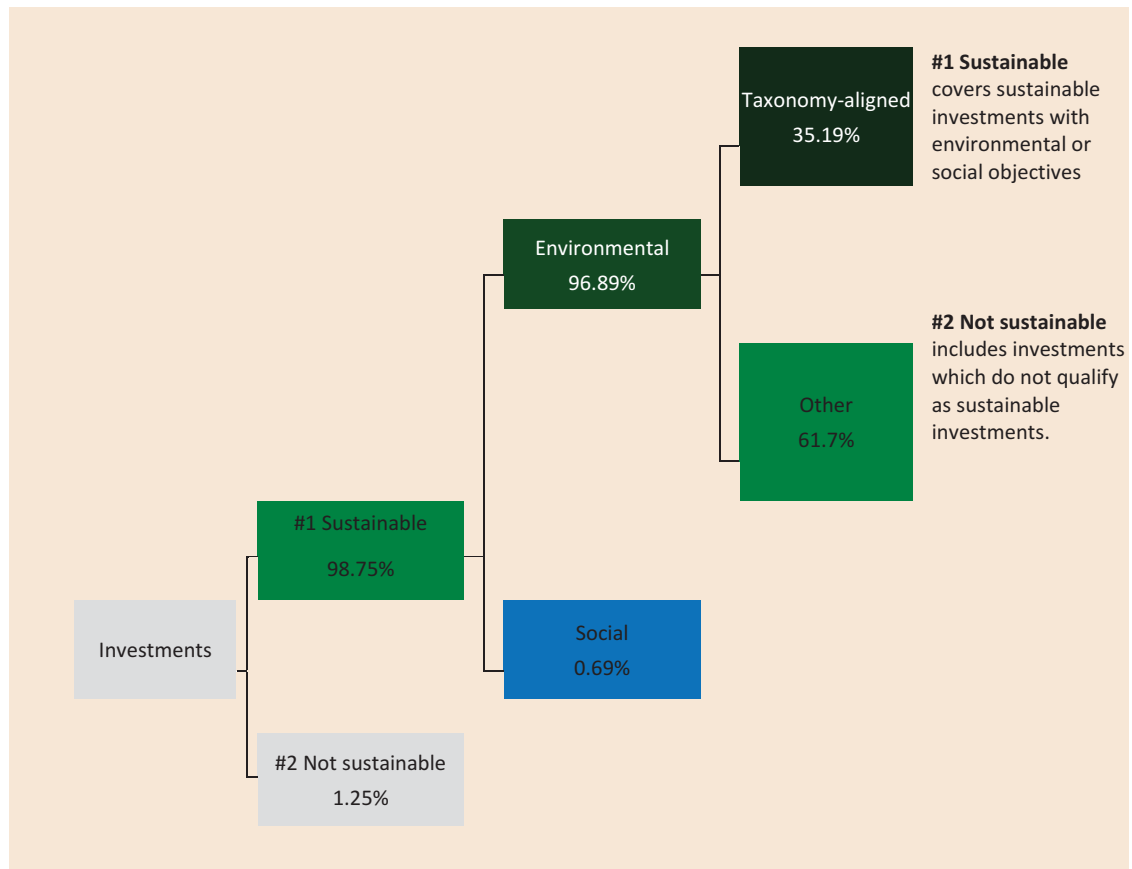 Taxonomy-aligned
35.19%
#1 Sustainable
covers sustainable
investments with
environmental or
social objectives
Environmental
96.89%
#2 Not sustainable
includes investments
which do not qualify
as sustainable
investments.
Other
61.7%
#1 Sustainable
98.75%
Investments
Social
0.69%
#2 Not sustainable
1.25%